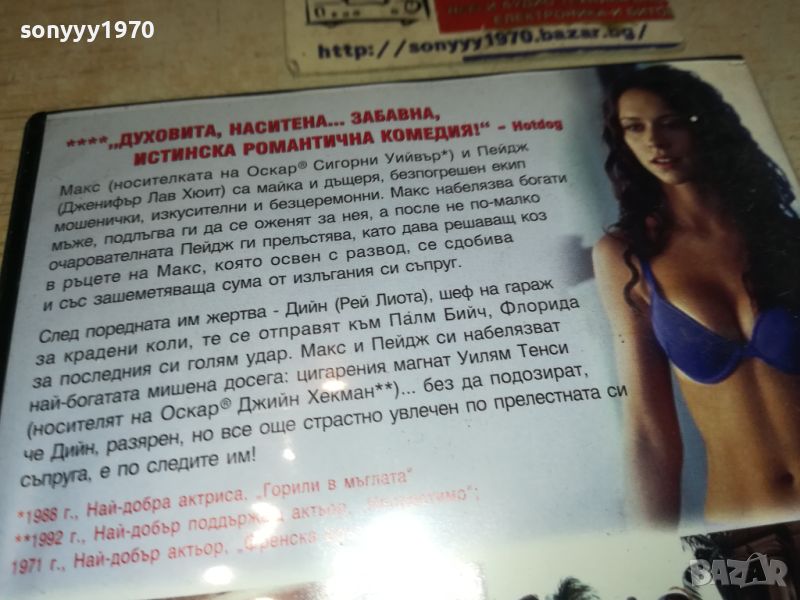 sonyyy1970
ЕЛЕКТРОНИКА И БИТОВ
http://sonyyy1970.bazar.bg/
****„ДУХОВИТА, НАСИТЕНА... ЗАБАВНА,
ИСТИНСКА РОМАНТИЧНА КОМЕДИЯ!“ – Hotdog
Макс (носителката на Оскар® Сигорни Уийвър*) и Пейдж
(Дженифър Лав Хюит) са майка и дъщеря, безпогрешен екип
мошенички, изкусителни и безцеремонни. Макс набелязва богати
мъже, подлъгва ги да се оженят за нея, а после не по-малко
очарователната Пейдж ги прелъстява, като дава решаващ коз
в ръцете на Макс, която освен с развод, се сдобива
и със зашеметяваща сума от излъгания си съпруг.
След поредната им жертва - Дийн (Рей Лиота), шеф на гараж
за крадени коли, те се отправят към Палм Бийч, Флорида
за последния си голям удар. Макс и Пейдж си набелязват
най-богатата мишена досега: цигарения магнат Уилям Тенси
(носителят на Оскар® Джийн Хекман**)... без да подозират,
че Дийн, разярен, но все още страстно увлечен по прелестната си
съпруга, е по следите им!
*1988 г., Най-добра актриса, „Горили в мъглата“
**1992 г., Най-добър поддържащ актьор,
1971 г., Най-добър актьор, „Френска
BAZAR.bg